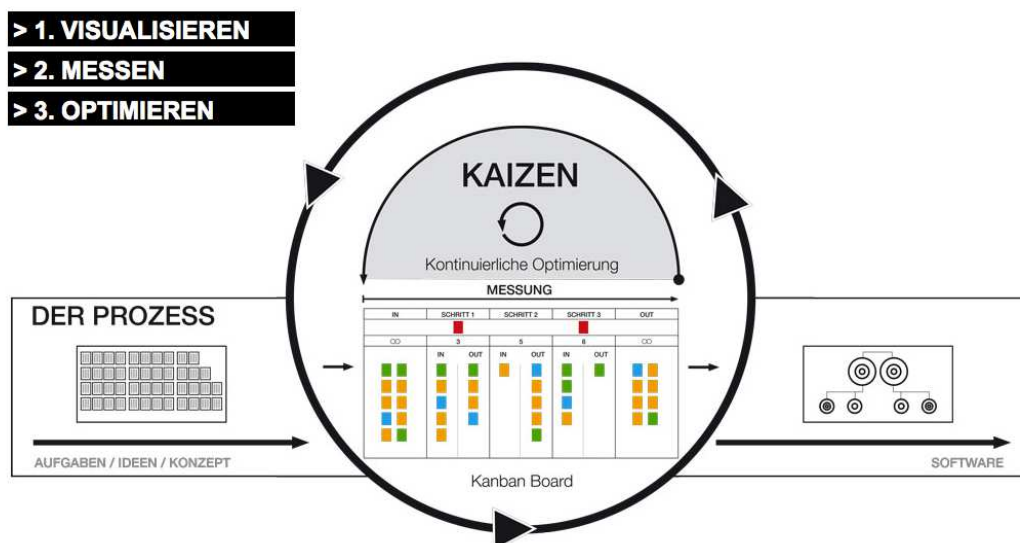 > 1. VISUALISIEREN
> 2. MESSEN
> 3. OPTIMIEREN
KAIZEN
Kontinuierliche Optimierung
MESSUNG
DER PROZESS
IN SCHRITT 1 SCHRITT 2 SCHRITT 3 OUT
∞ 3 5 6 ∞
IN OUT IN OUT IN OUT
AUFGABEN / IDEEN / KONZEPT
SOFTWARE
Kanban Board